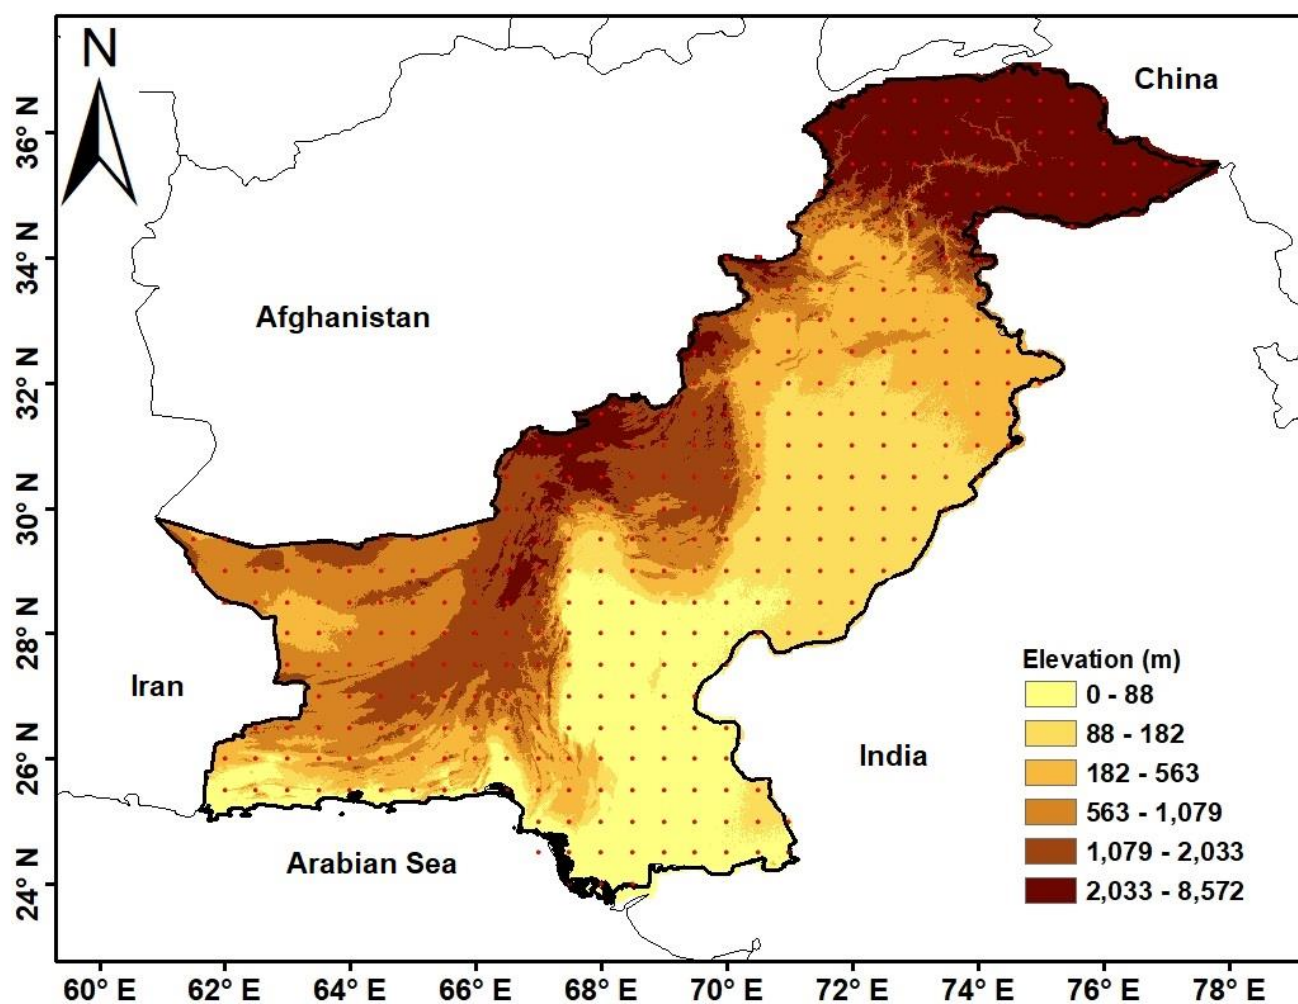 N
China
36° N
34° N
Afghanistan
32° N
30° N
28° N
Elevation (m)
Iran
0 - 88
88 - 182
26° N
India
182 - 563
563 - 1,079
Arabian Sea
1,079 - 2,033
24° N
2,033 - 8,572
60° E 62° E 64° E 66° E 68° E 70° E 72° E 74° E 76° E 78° E